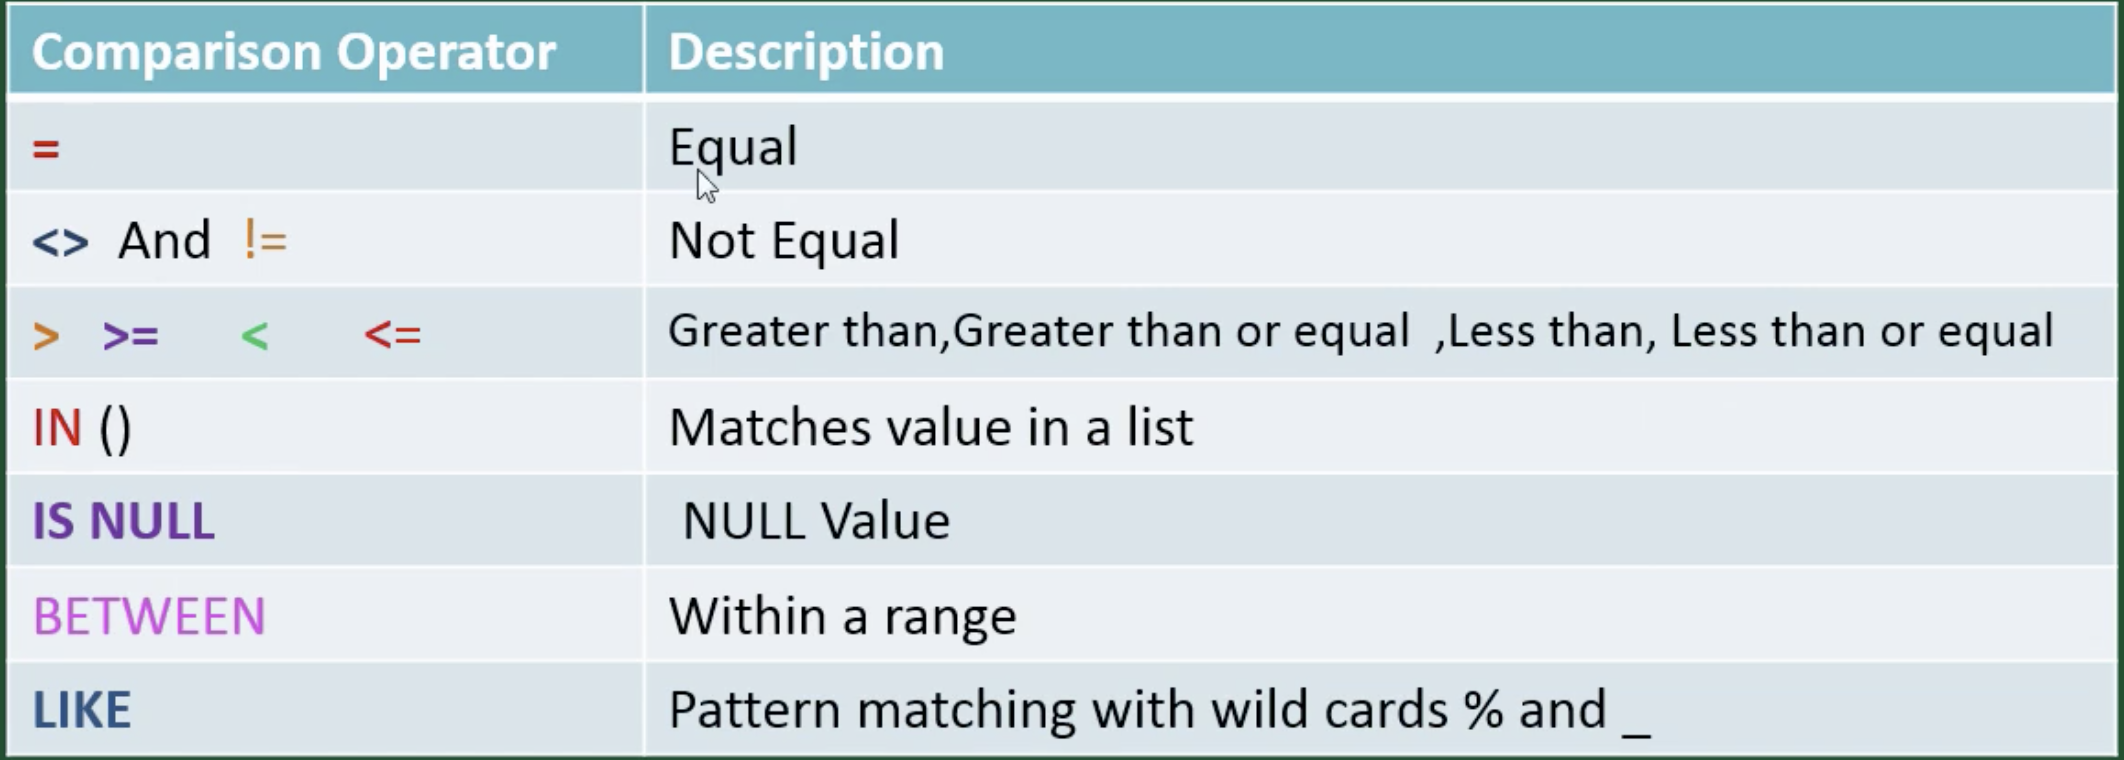 Comparison Operator Description
= Equal
<> And != Not Equal
> >= < <= Greater than,Greater than or equal ,Less than, Less than or equal
IN () Matches value in a list
IS NULL NULL Value
BETWEEN Within a range
LIKE Pattern matching with wild cards % and _